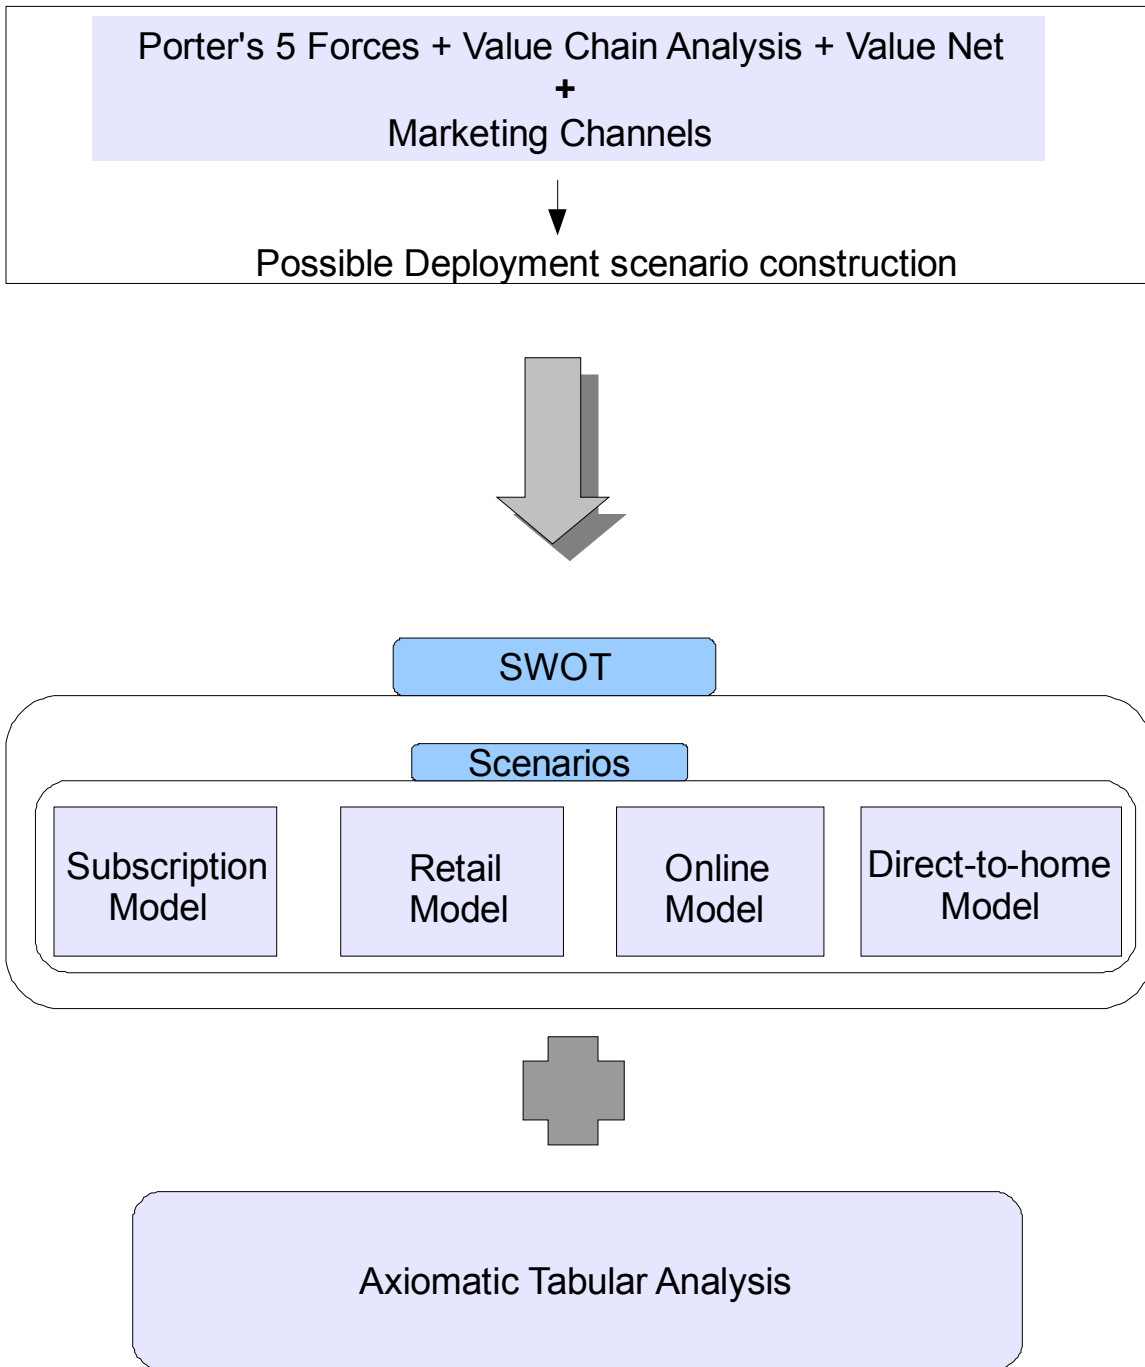 Porter's 5 Forces + Value Chain Analysis + Value Net
+
Marketing Channels
Possible Deployment scenario construction
SWOT
Scenarios
Subscription
Model
Retail
Model
Online
Model
Direct-to-home
Model
Axiomatic Tabular Analysis